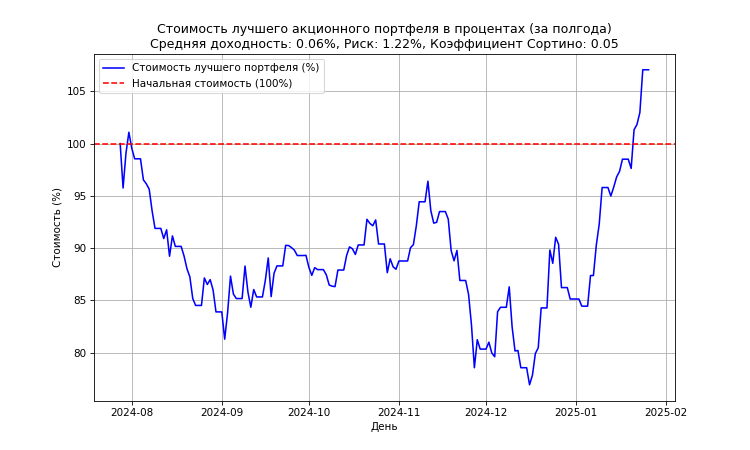 Стоимость лучшего акционного портфеля в процентах (за полгода)
Средняя доходность: 0.06%, Риск: 1.22%, Коэффициент Сортино: 0.05
Стоимость лучшего портфеля (%)
Начальная стоимость (100%)
Стоимость (%)
105
100
95
90
85
80
2024-08
2024-09
2024-10
2024-11
2024-12
2025-01
2025-02
День